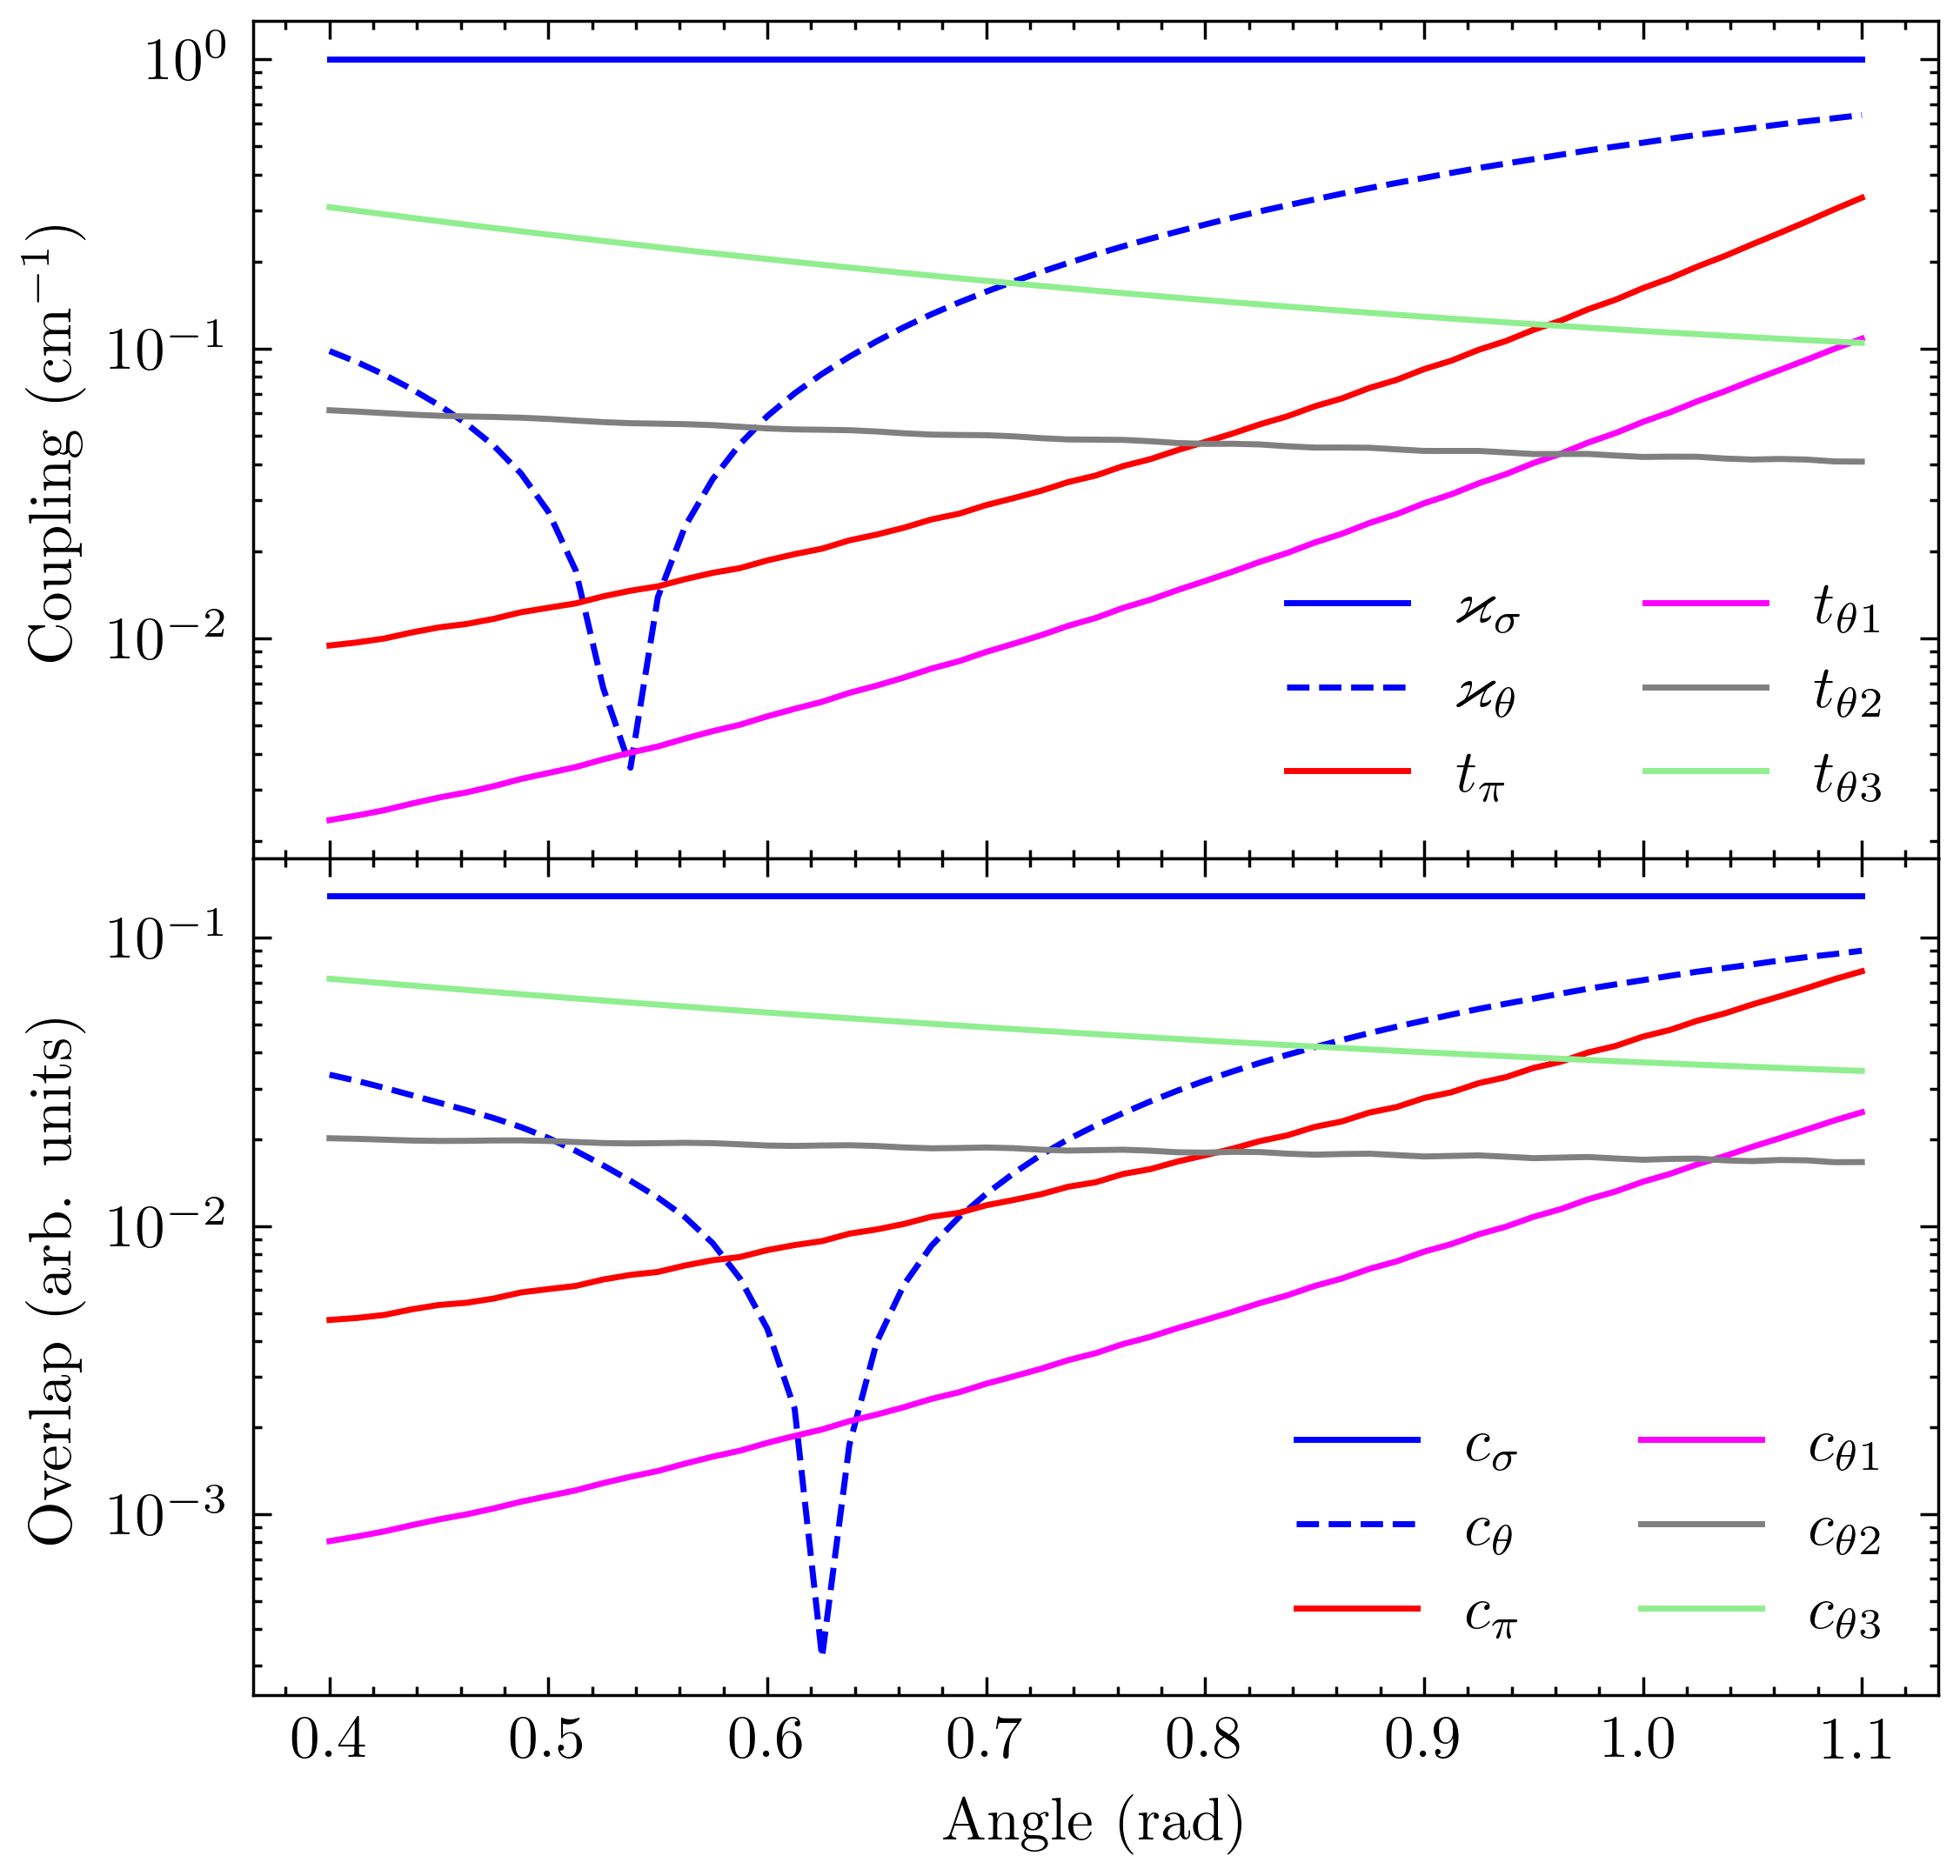 10⁰
10⁻¹
10⁻²
Coupling (cm⁻¹)
ϰ_σ
ϰ_θ
t_π
t_θ1
t_θ2
t_θ3
10⁻¹
10⁻²
10⁻³
Overlap (arb. units)
c_σ
c_θ
c_π
c_θ1
c_θ2
c_θ3
0.4 0.5 0.6 0.7 0.8 0.9 1.0 1.1
Angle (rad)